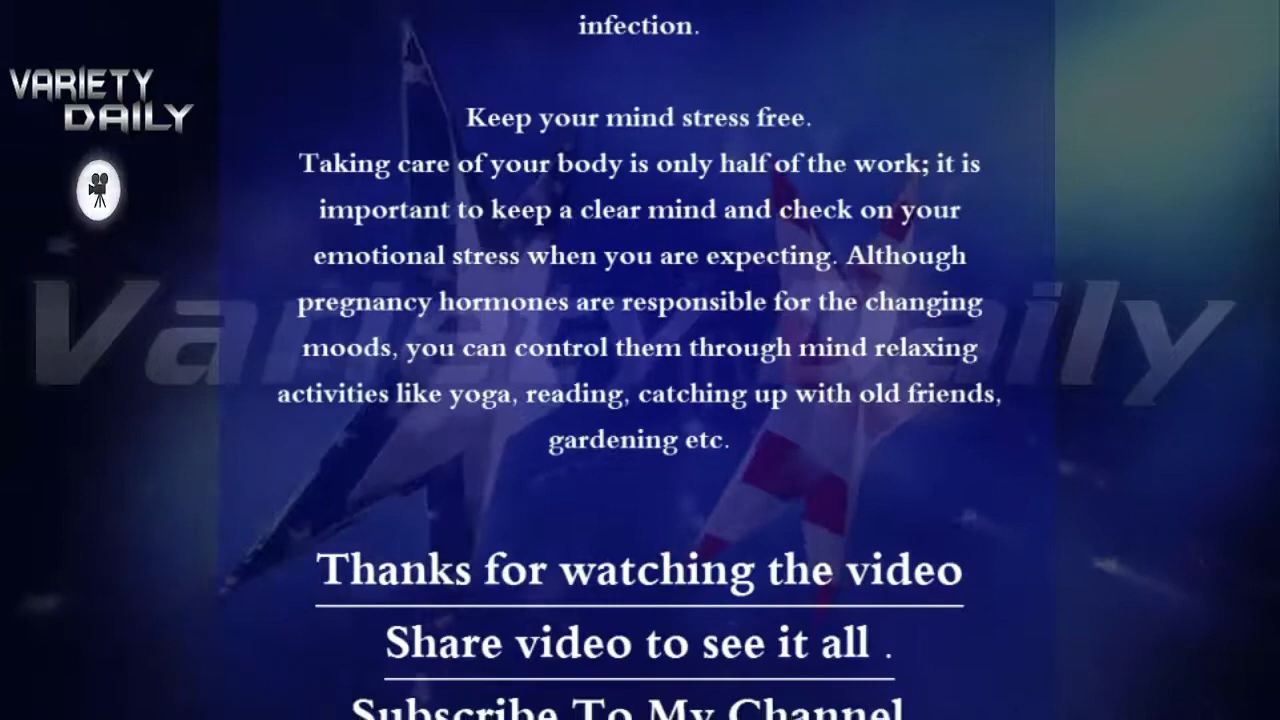 infection.
VARIETY
DAILY
Keep your mind stress free.
Taking care of your body is only half of the work; it is
important to keep a clear mind and check on your
emotional stress when you are expecting. Although
pregnancy hormones are responsible for the changing
moods, you can control them through mind relaxing
activities like yoga, reading, catching up with old friends,
gardening etc.
Variety Daily
Thanks for watching the video
Share video to see it all .
Subscribe To My Channel